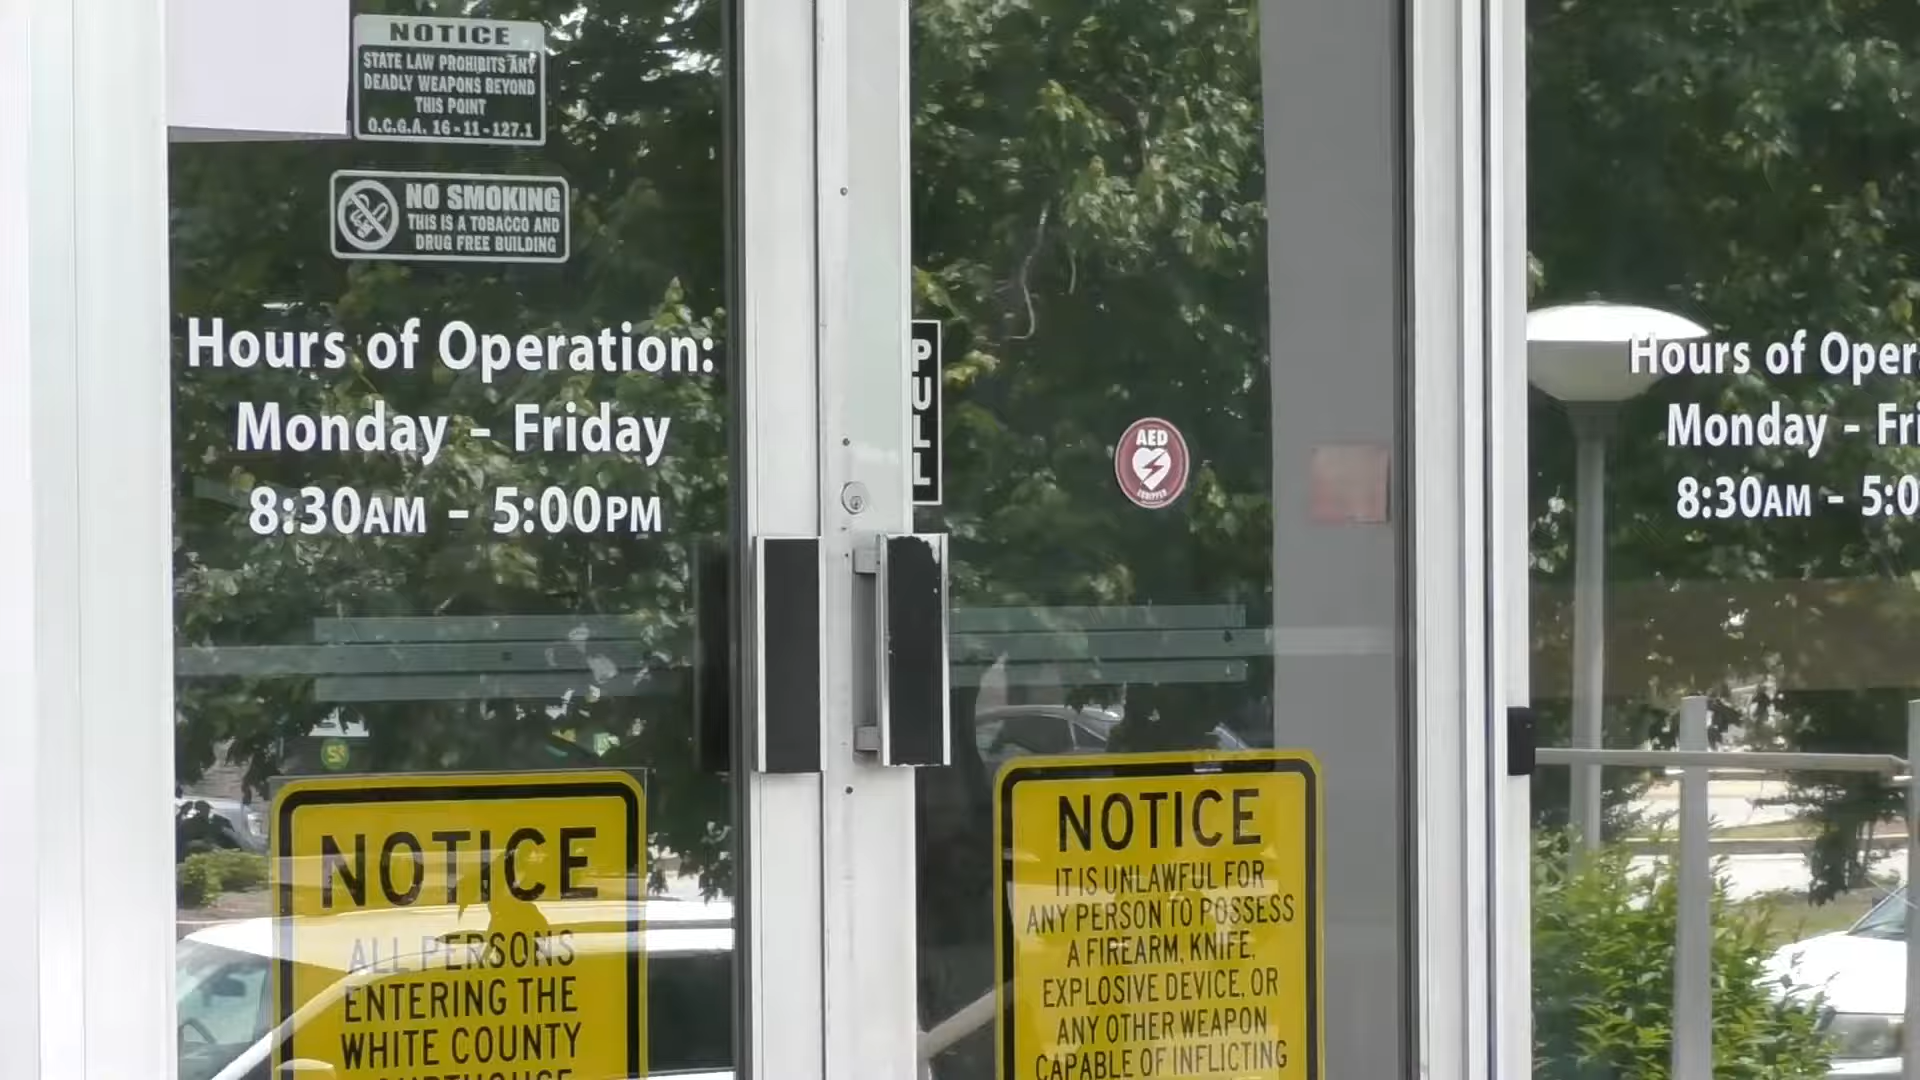 NOTICE
STATE LAW PROHIBITS ANY
DEADLY WEAPONS BEYOND
THIS POINT
O.C.G.A. 16-11-127.1
NO SMOKING
THIS IS A TOBACCO AND
DRUG FREE BUILDING
Hours of Operation:
Monday - Friday
8:30AM - 5:00PM
PULL
AED
EQUIPPED
Hours of Oper
Monday - Fri
8:30AM - 5:0
NOTICE
ALL PERSONS
ENTERING THE
WHITE COUNTY
COURTHOUSE
NOTICE
IT IS UNLAWFUL FOR
ANY PERSON TO POSSESS
A FIREARM, KNIFE,
EXPLOSIVE DEVICE, OR
ANY OTHER WEAPON
CAPABLE OF INFLICTING